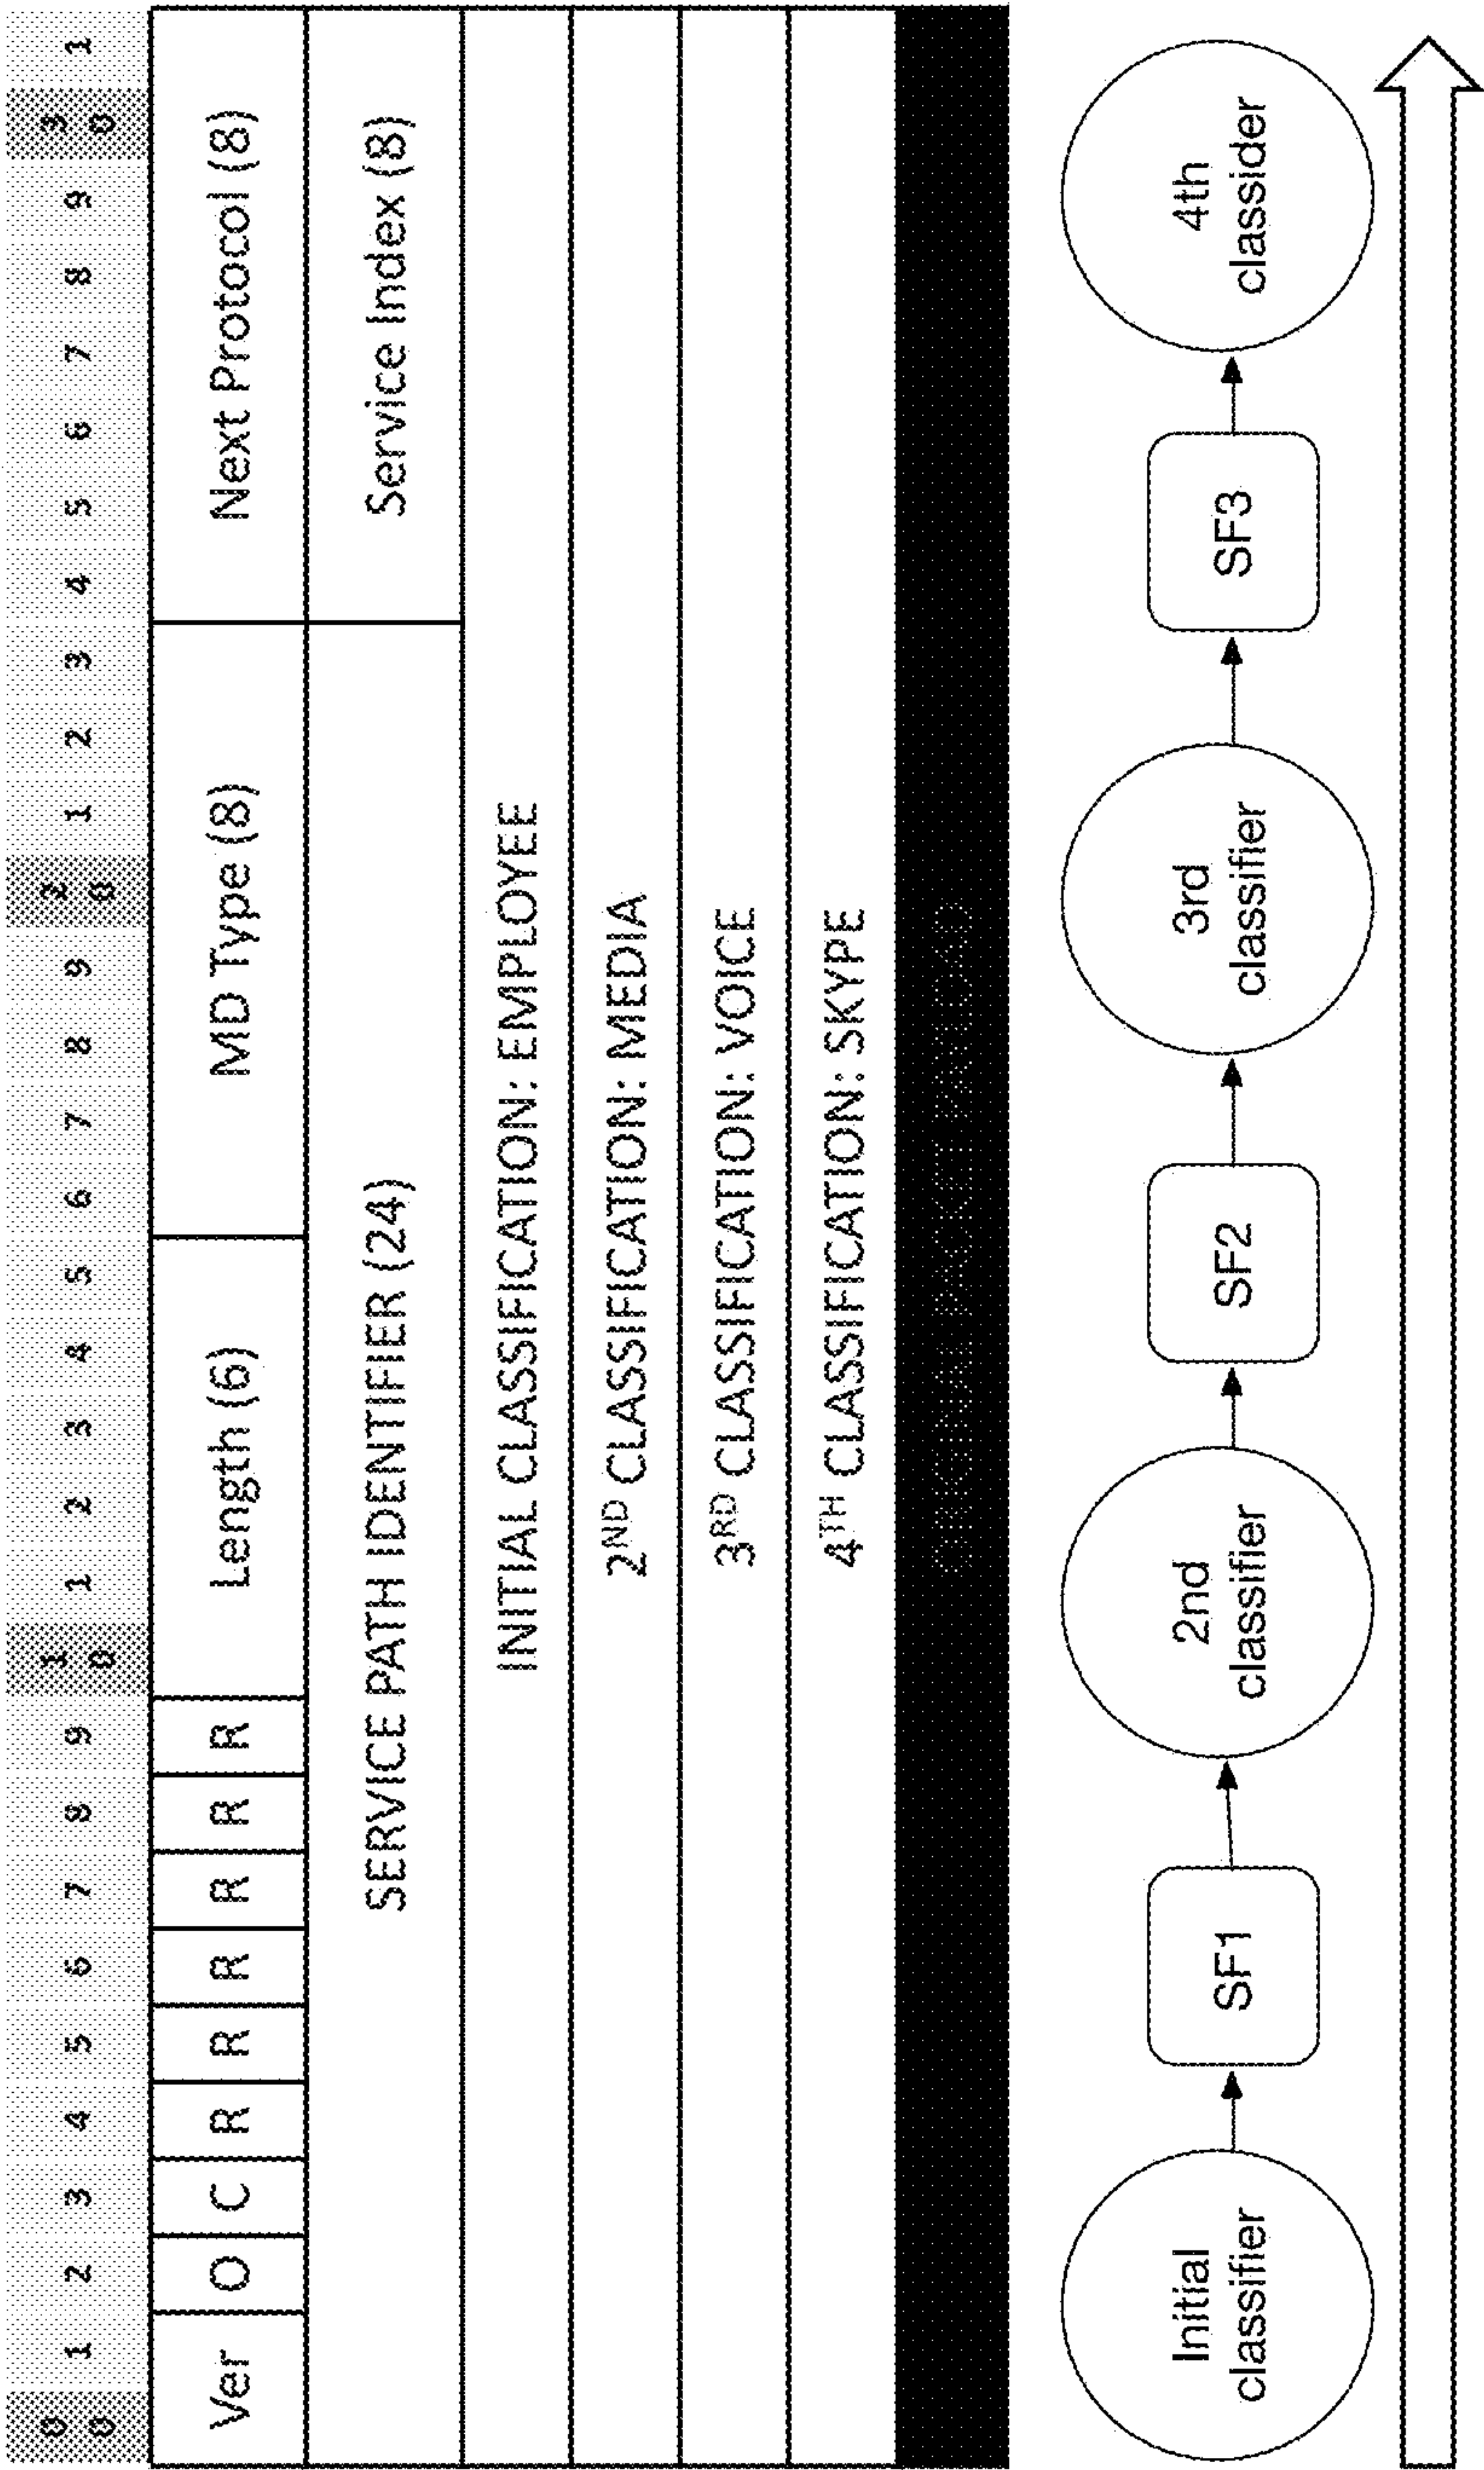 0 1 2 3
0 1 2 3 4 5 6 7 8 9 0 1 2 3 4 5 6 7 8 9 0 1 2 3 4 5 6 7 8 9 0 1
Ver O C R R R R R R Length (6) MD Type (8) Next Protocol (8)
SERVICE PATH IDENTIFIER (24) Service Index (8)
INITIAL CLASSIFICATION: EMPLOYEE
2ND CLASSIFICATION: MEDIA
3RD CLASSIFICATION: VOICE
4TH CLASSIFICATION: SKYPE
ORIGINAL PACKET PAYLOAD
Initial
classifier
SF1
2nd
classifier
SF2
3rd
classifier
SF3
4th
classider